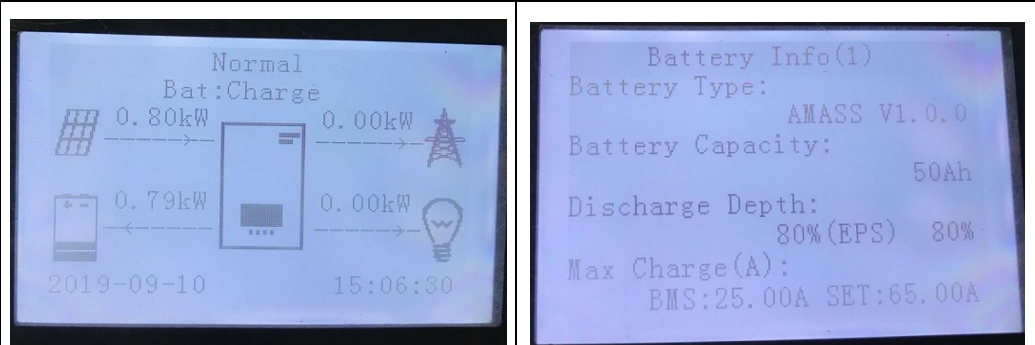 Normal
Bat:Charge
0.80kW
0.00kW
0.79kW
0.00kW
2019-09-10 15:06:30
Battery Info(1)
Battery Type:
AMASS V1.0.0
Battery Capacity:
50Ah
Discharge Depth:
80%(EPS) 80%
Max Charge(A):
BMS:25.00A SET:65.00A